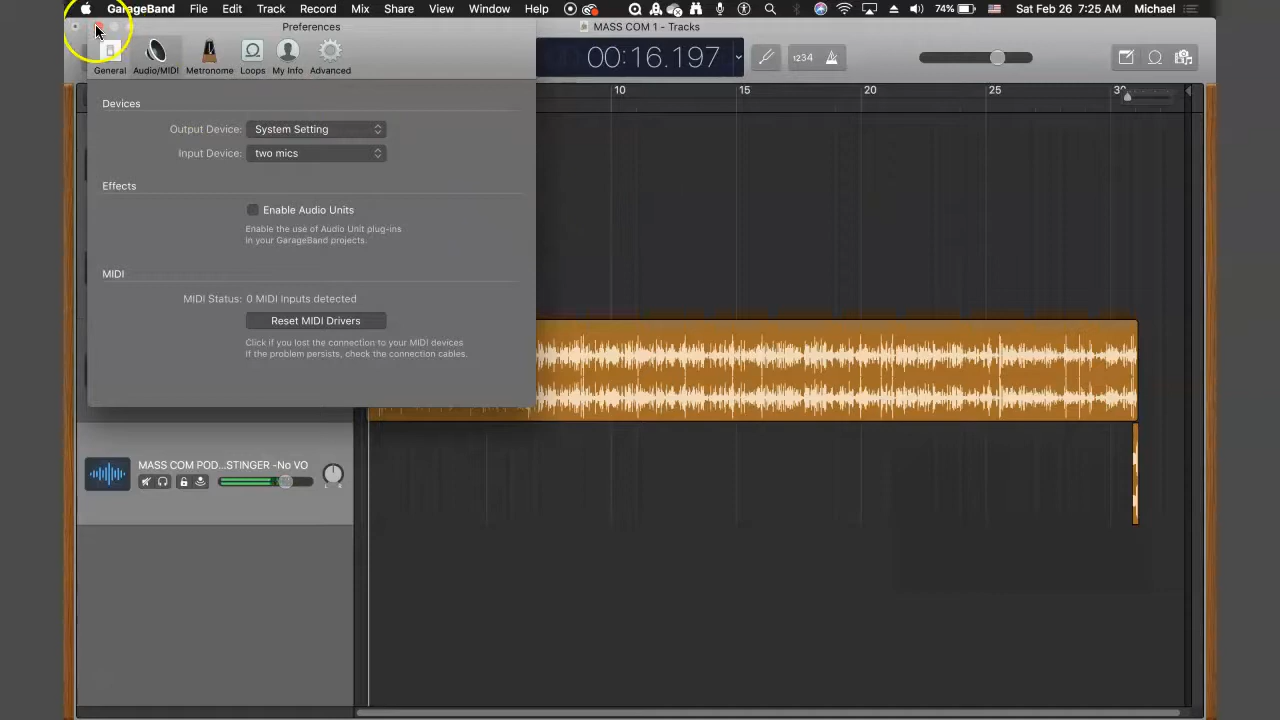 GarageBand File Edit Track Record Mix Share View Window Help 74% Sat Feb 26 7:25 AM Michael
Preferences
MASS COM 1 - Tracks
General Audio/MIDI Metronome Loops My Info Advanced
00:16.197
1234
10 15 20 25 30
Devices
Output Device: System Setting
Input Device: two mics
Effects
Enable Audio Units
Enable the use of Audio Unit plug-ins
in your GarageBand projects.
MIDI
MIDI Status: 0 MIDI Inputs detected
Reset MIDI Drivers
Click if you lost the connection to your MIDI devices
If the problem persists, check the connection cables.
MASS COM POD...STINGER -No VO
L R